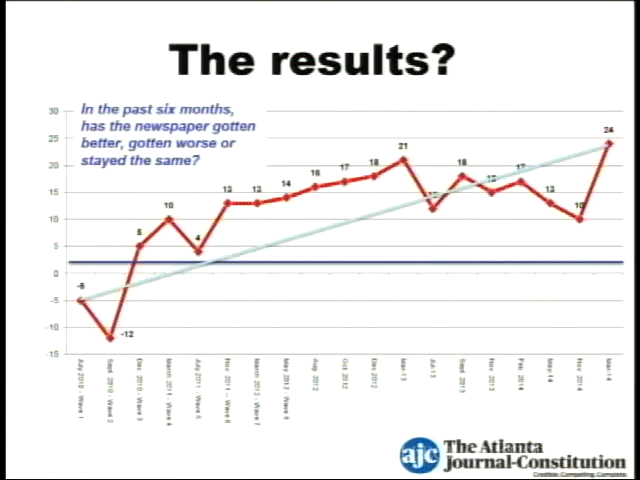 The results?
In the past six months,
has the newspaper gotten
better, gotten worse or
stayed the same?
30
25
20
15
10
5
0
-5
-10
-15
-12
5
10
4
13
13
14
16
17
18
21
18
17
13
10
24
July 2010 - Wave 1
Sept. 2010 - Wave 2
Dec. 2010 - Wave 3
March 2011 - Wave 4
July 2011 - Wave 5
Nov. 2011 - Wave 6
March 2012 - Wave 7
May 2012 - Wave 8
Aug. 2012
Oct. 2012
Dec. 2012
Mar-13
Jul-13
Sept. 2013
Nov. 2013
Feb. 2014
May-14
Nov. 2014
Mar-14
ajc
The Atlanta
Journal-Constitution
Credible. Compelling. Complete.